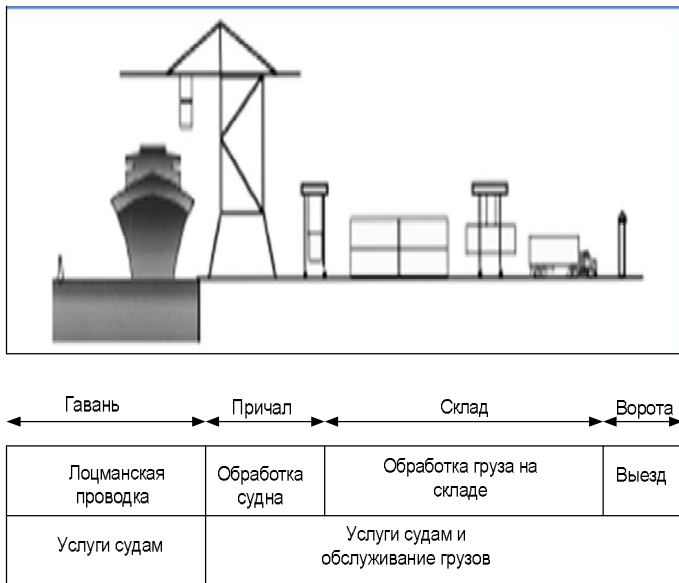 Гавань Причал Склад Ворота
Лоцманская
проводка
Обработка
судна
Обработка груза на
складе
Выезд
Услуги судам
Услуги судам и
обслуживание грузов